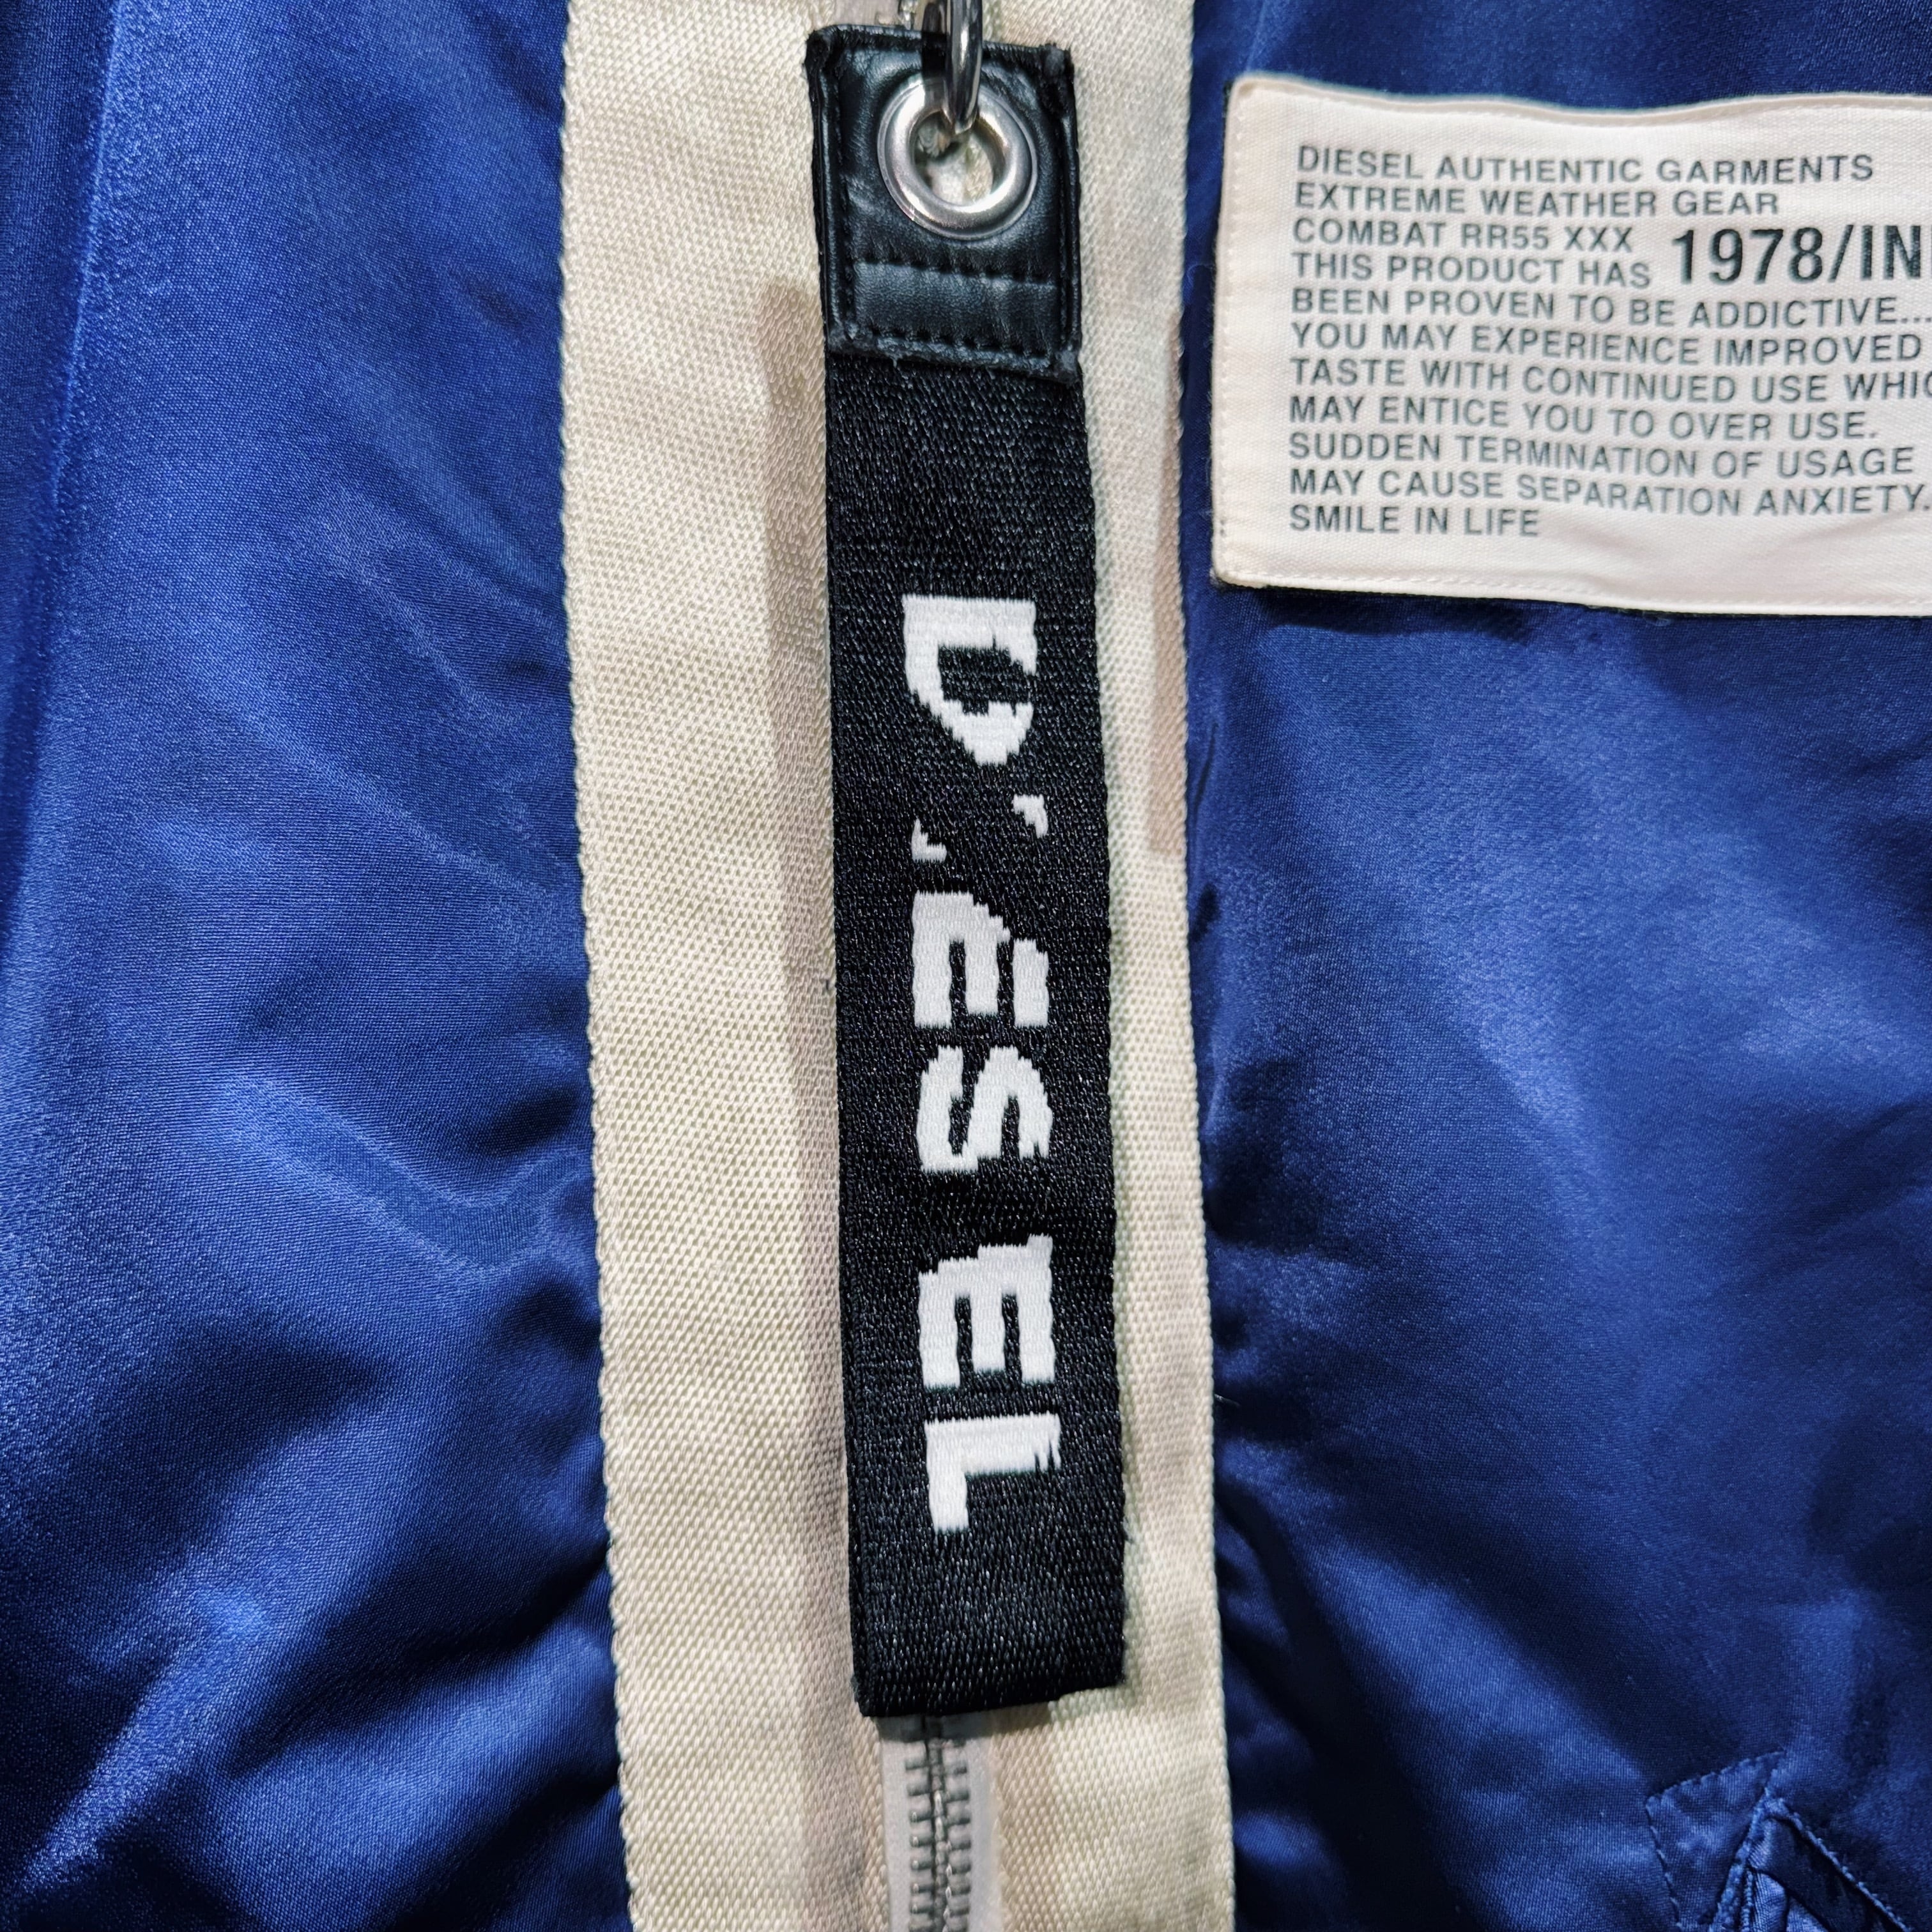 DIESEL
DIESEL AUTHENTIC GARMENTS
EXTREME WEATHER GEAR
COMBAT RR55 XXX
1978/IN
THIS PRODUCT HAS
BEEN PROVEN TO BE ADDICTIVE...
YOU MAY EXPERIENCE IMPROVED
TASTE WITH CONTINUED USE
MAY ENTICE YOU TO OVER USE.
SUDDEN TERMINATION OF USAGE
MAY CAUSE SEPARATION ANXIETY.
SMILE IN LIFE